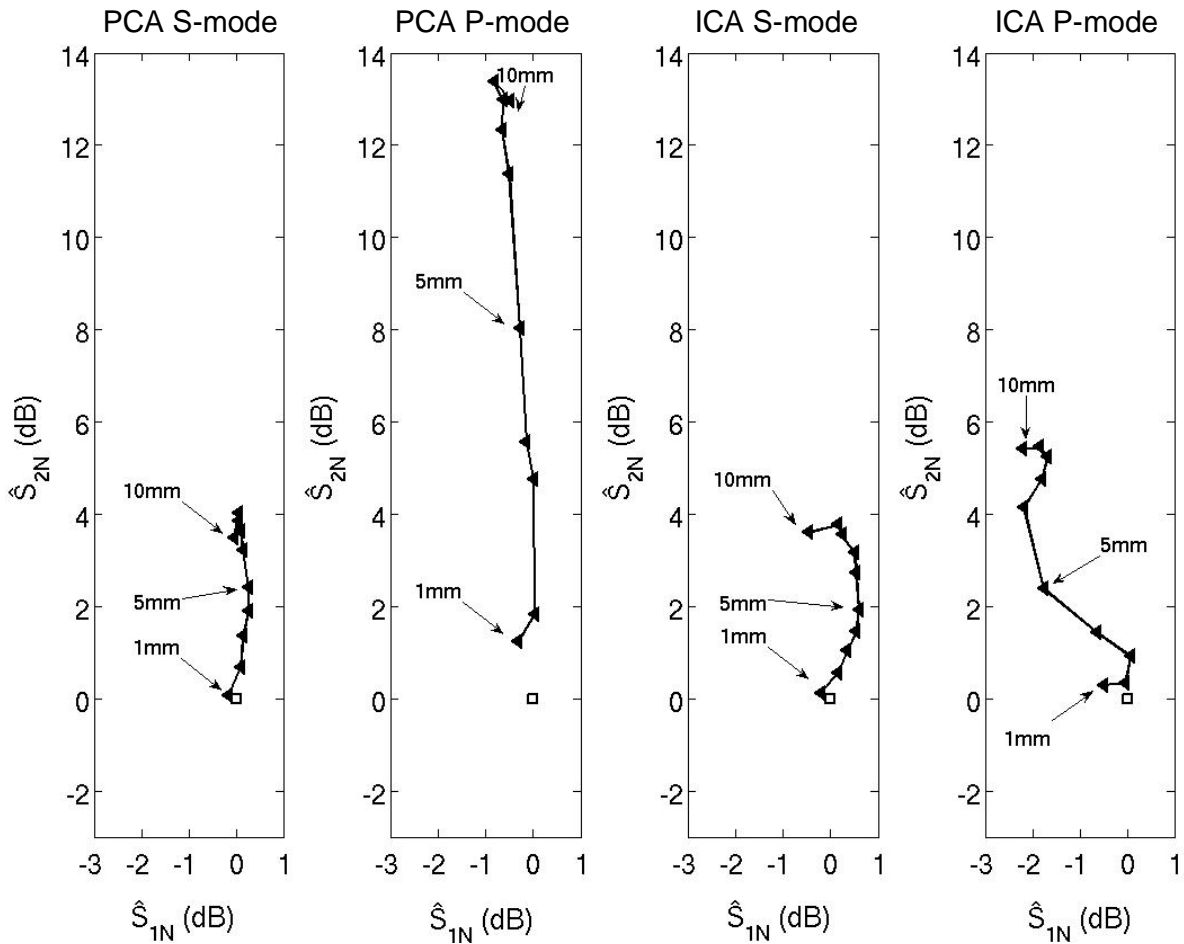 PCA S-mode
14
12
10
8
6
4
2
0
-2
-3 -2 -1 0 1
Ŝ2N (dB)
Ŝ1N (dB)
10mm
5mm
1mm
PCA P-mode
14
12
10
8
6
4
2
0
-2
-3 -2 -1 0 1
Ŝ2N (dB)
Ŝ1N (dB)
10mm
5mm
1mm
ICA S-mode
14
12
10
8
6
4
2
0
-2
-3 -2 -1 0 1
Ŝ2N (dB)
Ŝ1N (dB)
10mm
5mm
1mm
ICA P-mode
14
12
10
8
6
4
2
0
-2
-3 -2 -1 0 1
Ŝ2N (dB)
Ŝ1N (dB)
10mm
5mm
1mm